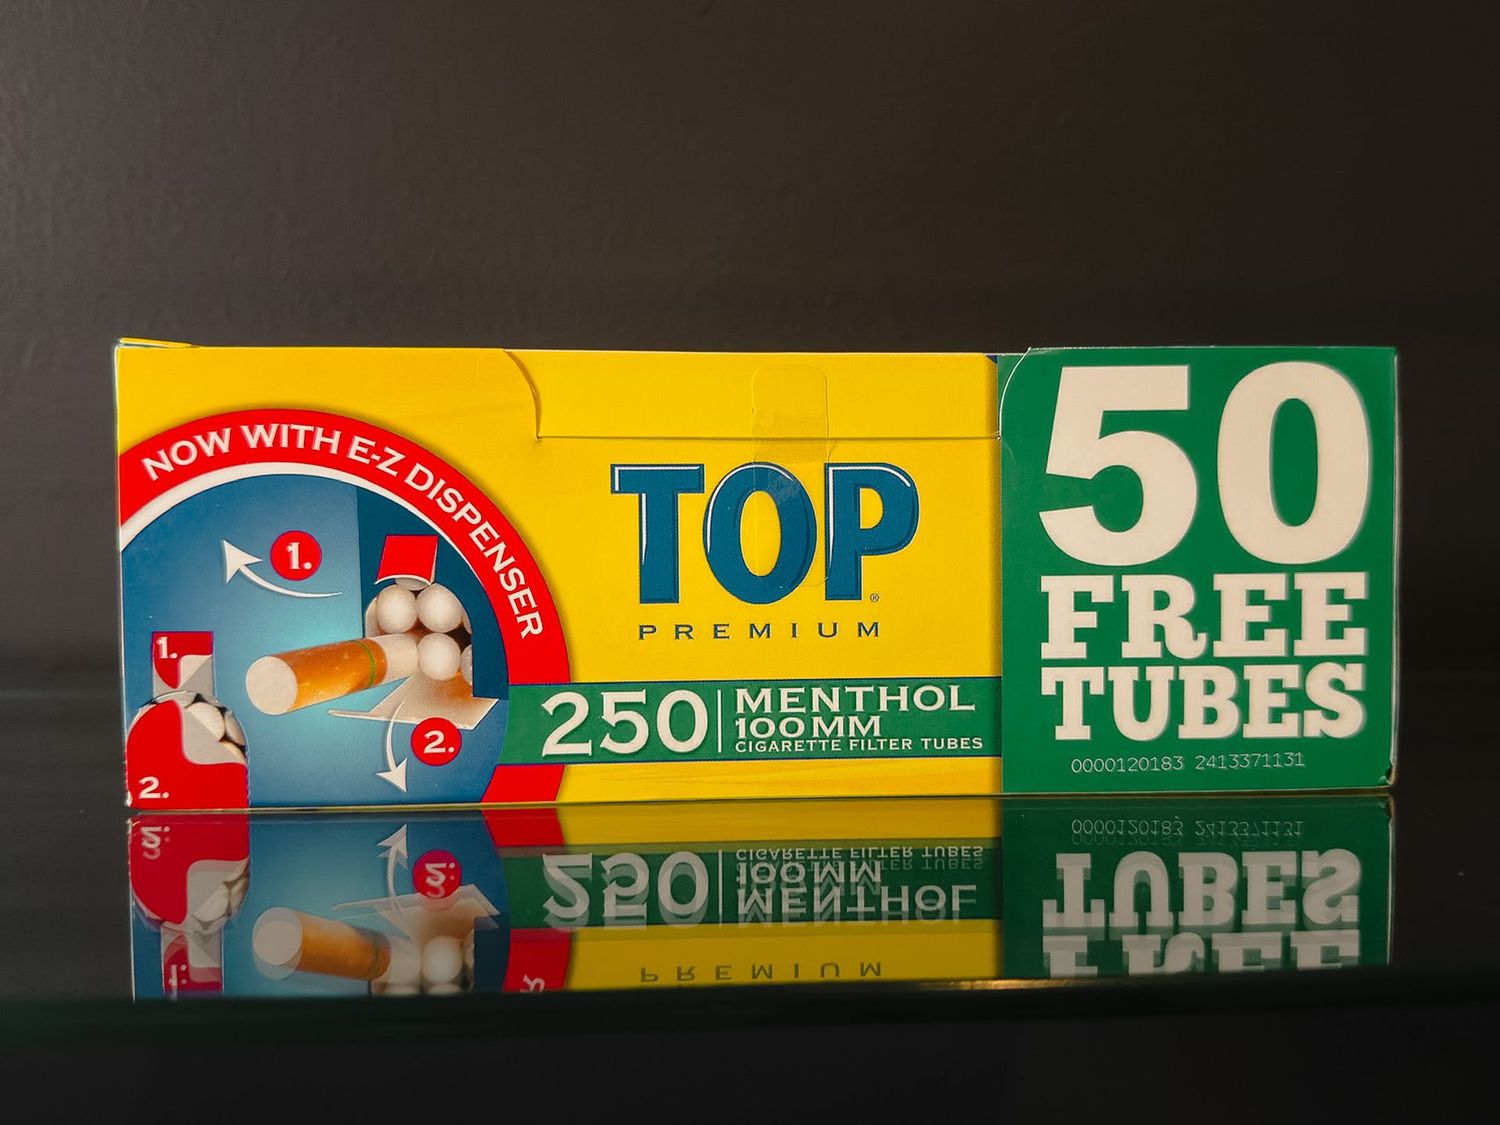 NOW WITH E-Z DISPENSER
1.
1.
2.
2.
TOP®
PREMIUM
250
MENTHOL
100MM
CIGARETTE FILTER TUBES
50
FREE
TUBES
0000120183 2413371131